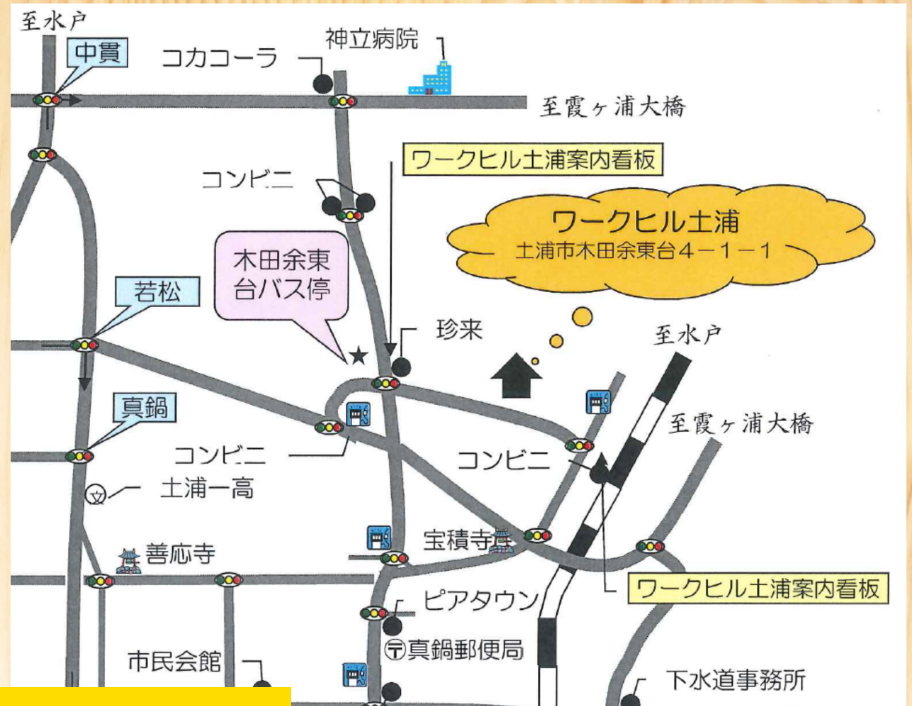 至水戸
中貫
コカコーラ
神立病院
至霞ヶ浦大橋
ワークヒル土浦案内看板
コンビニ
ワークヒル土浦
土浦市木田余東台4−1−1
木田余東
台バス停
若松
珍来
至水戸
真鍋
至霞ヶ浦大橋
コンビニ
コンビニ
土浦一高
文
宝積寺
善応寺
ワークヒル土浦案内看板
ピアタウン
〒真鍋郵便局
市民会館
下水道事務所